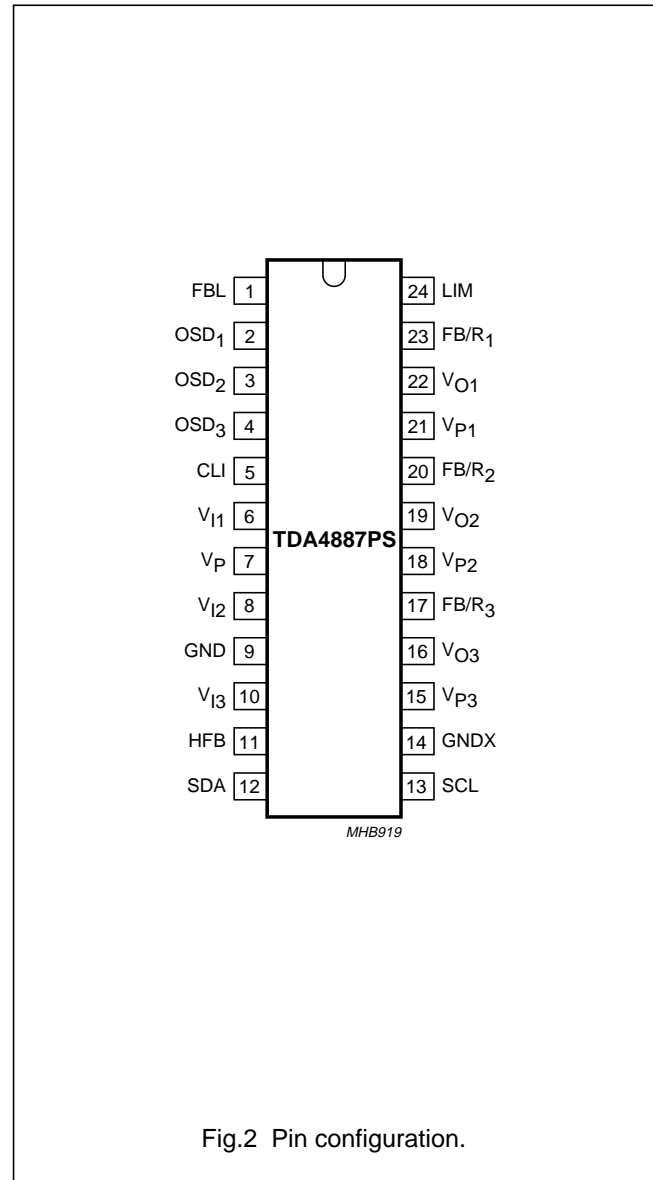 FBL 1 24 LIM
OSD1 2 23 FB/R1
OSD2 3 22 VO1
OSD3 4 21 VP1
CLI 5 20 FB/R2
VI1 6 19 VO2
TDA4887PS
VP 7 18 VP2
VI2 8 17 FB/R3
GND 9 16 VO3
VI3 10 15 VP3
HFB 11 14 GNDX
SDA 12 13 SCL
MHB919
Fig.2 Pin configuration.